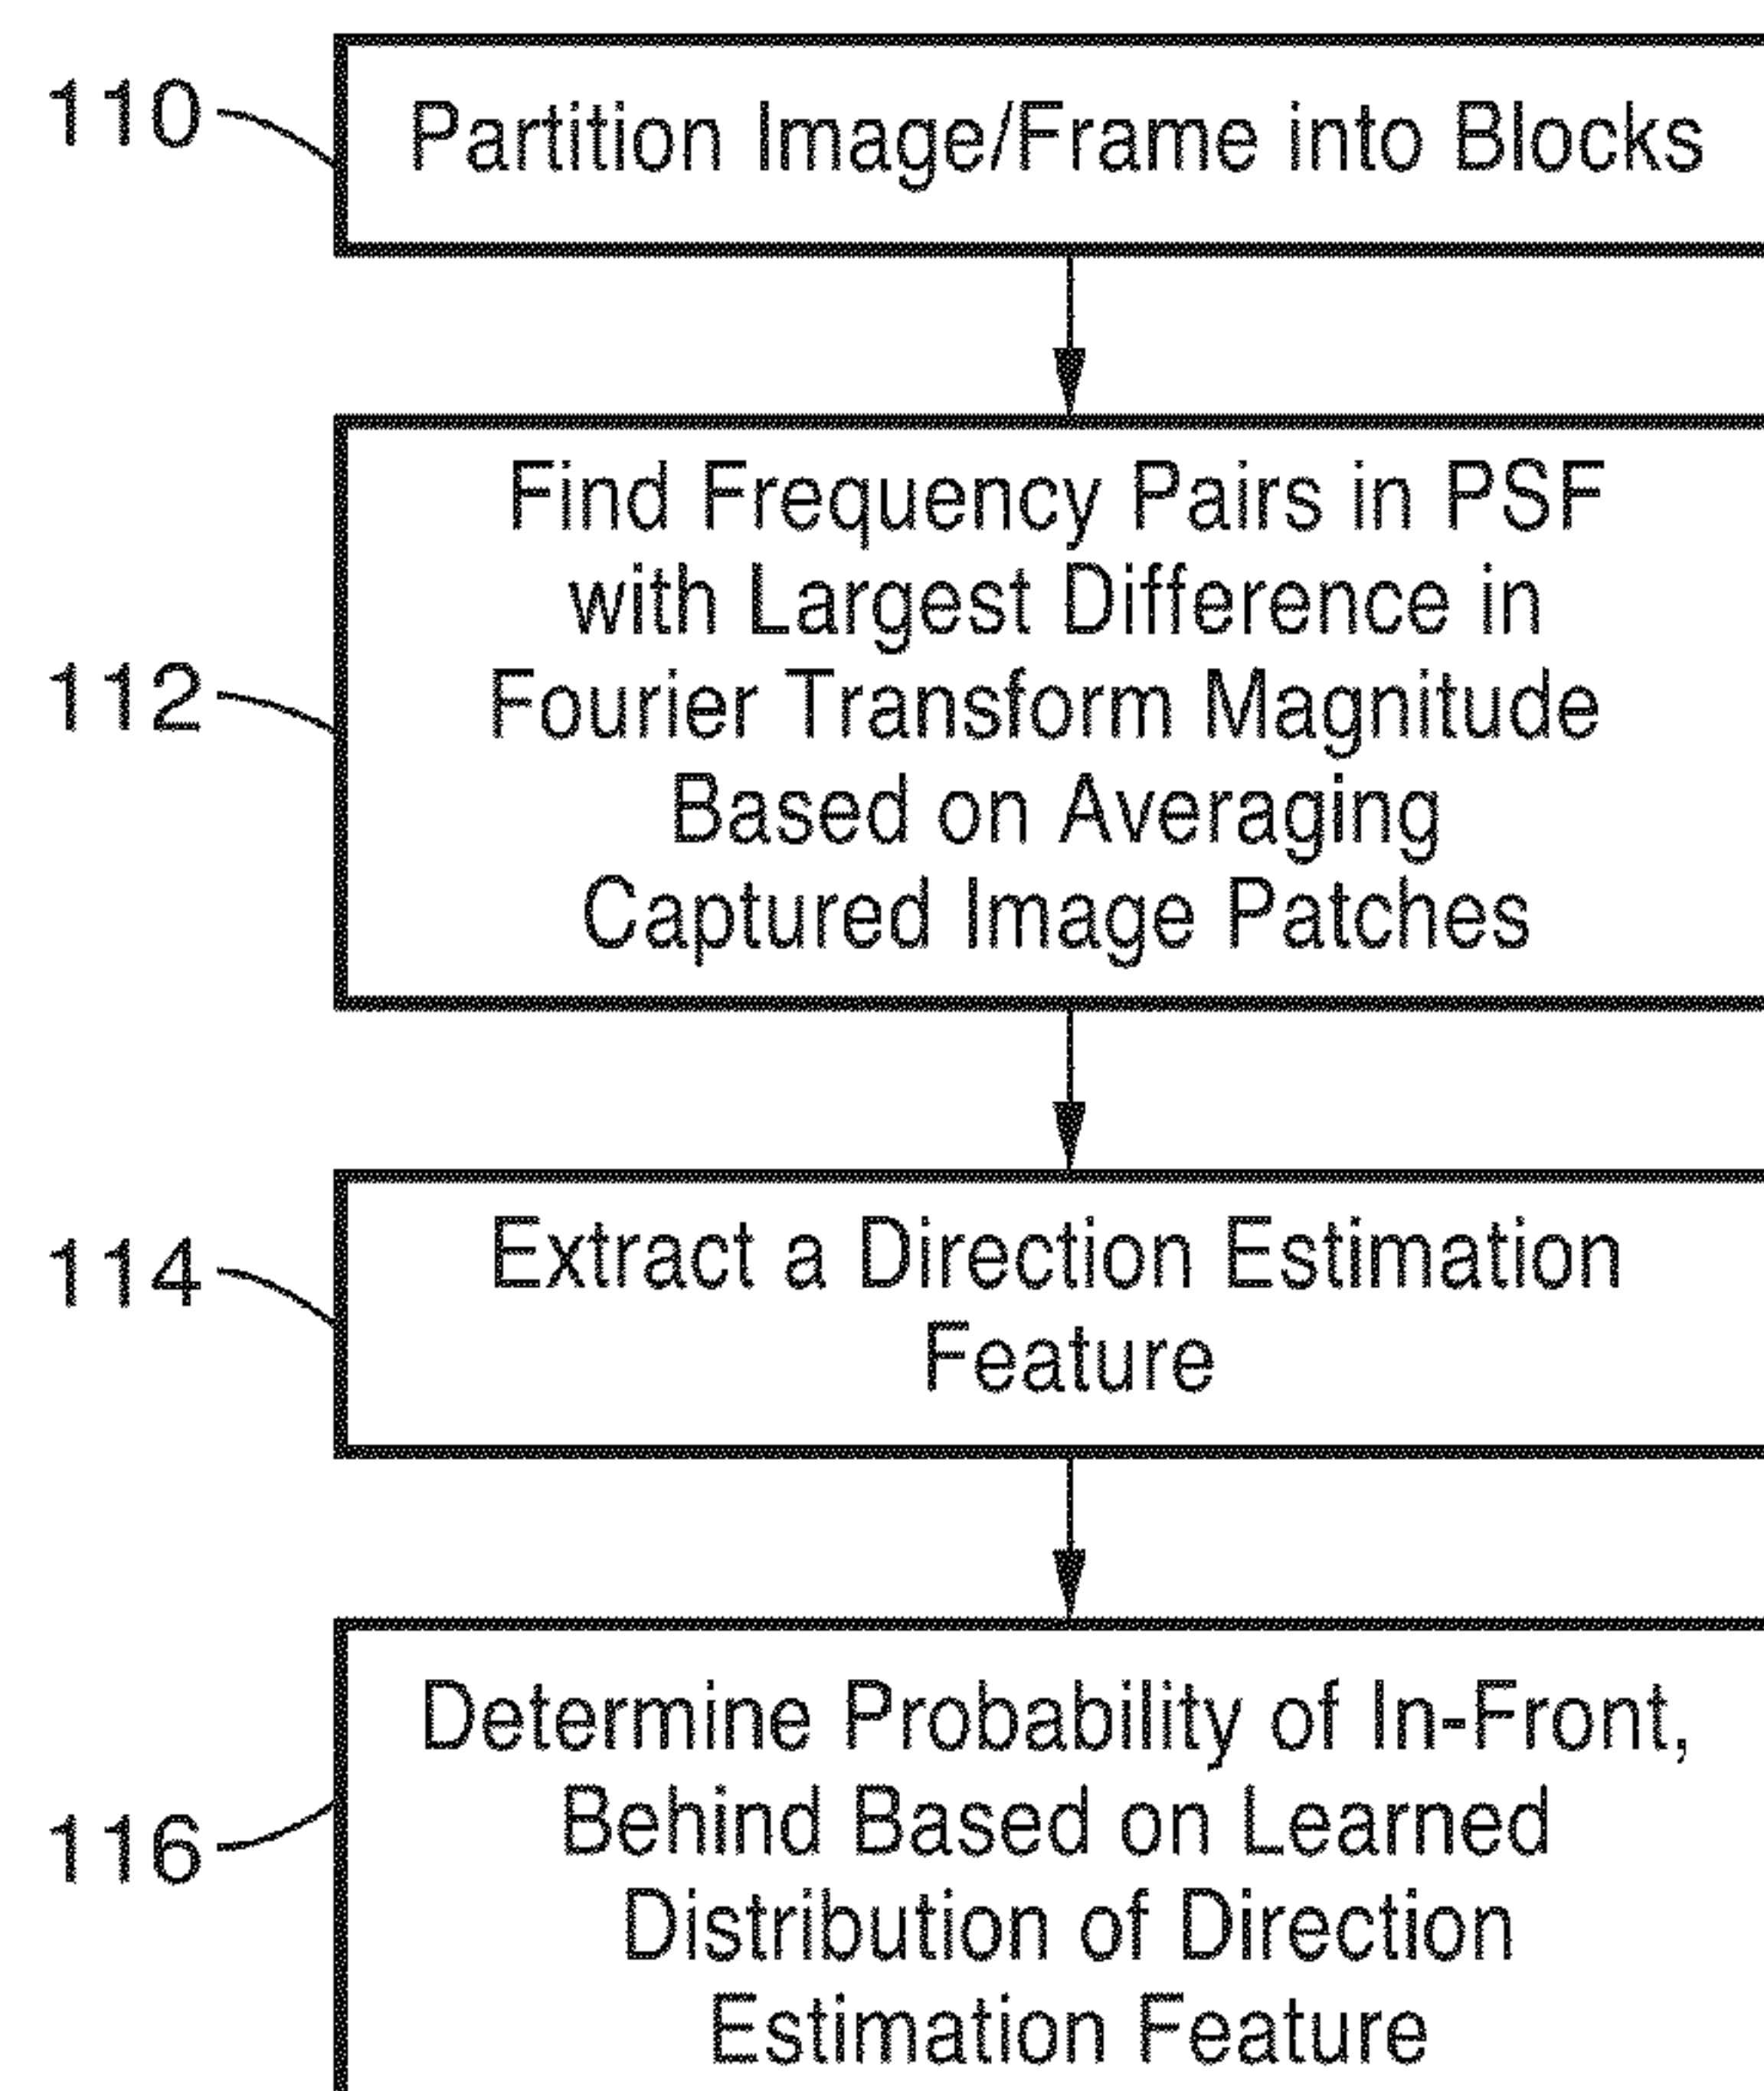 110
Partition Image/Frame into Blocks
112
Find Frequency Pairs in PSF
with Largest Difference in
Fourier Transform Magnitude
Based on Averaging
Captured Image Patches
114
Extract a Direction Estimation
Feature
116
Determine Probability of In-Front,
Behind Based on Learned
Distribution of Direction
Estimation Feature